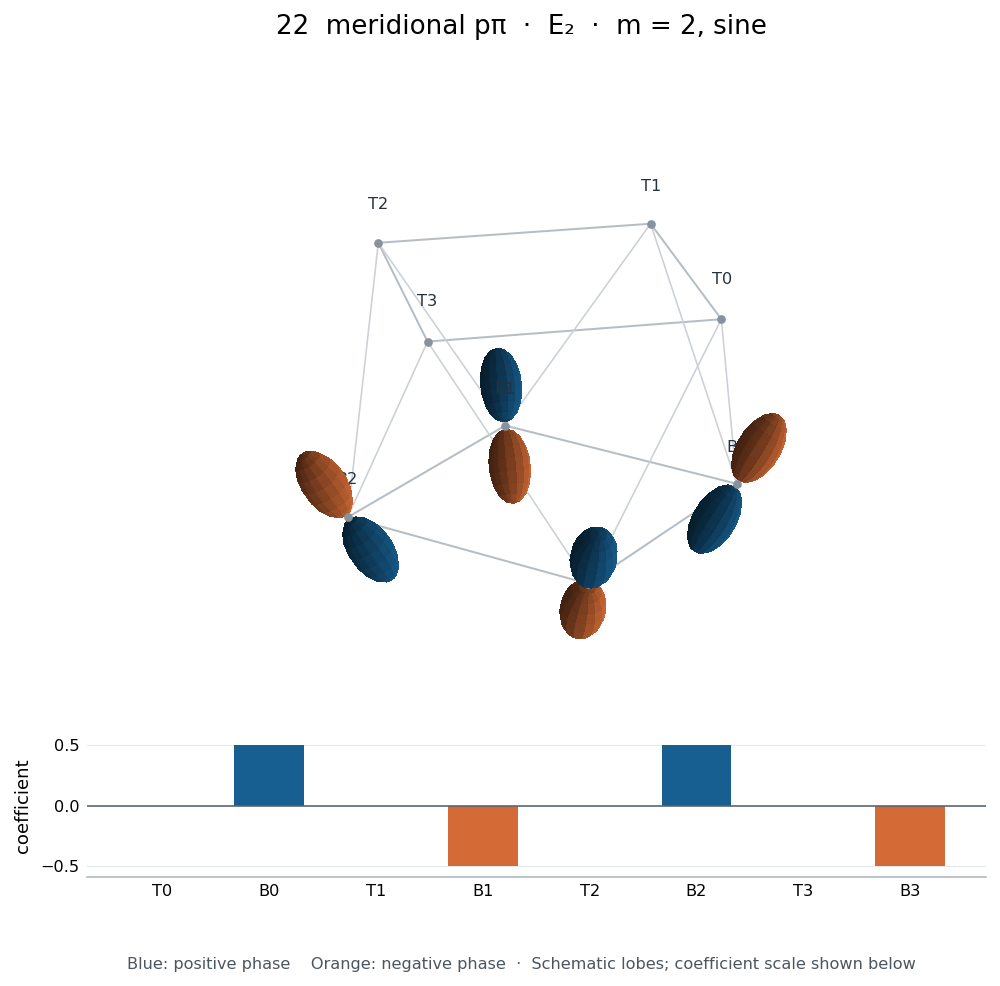 22 meridional pπ · E₂ · m = 2, sine
T1
T2
T0
T3
B
2
0.5
0.0
−0.5
coefficient
T0 B0 T1 B1 T2 B2 T3 B3
Blue: positive phase Orange: negative phase · Schematic lobes; coefficient scale shown below